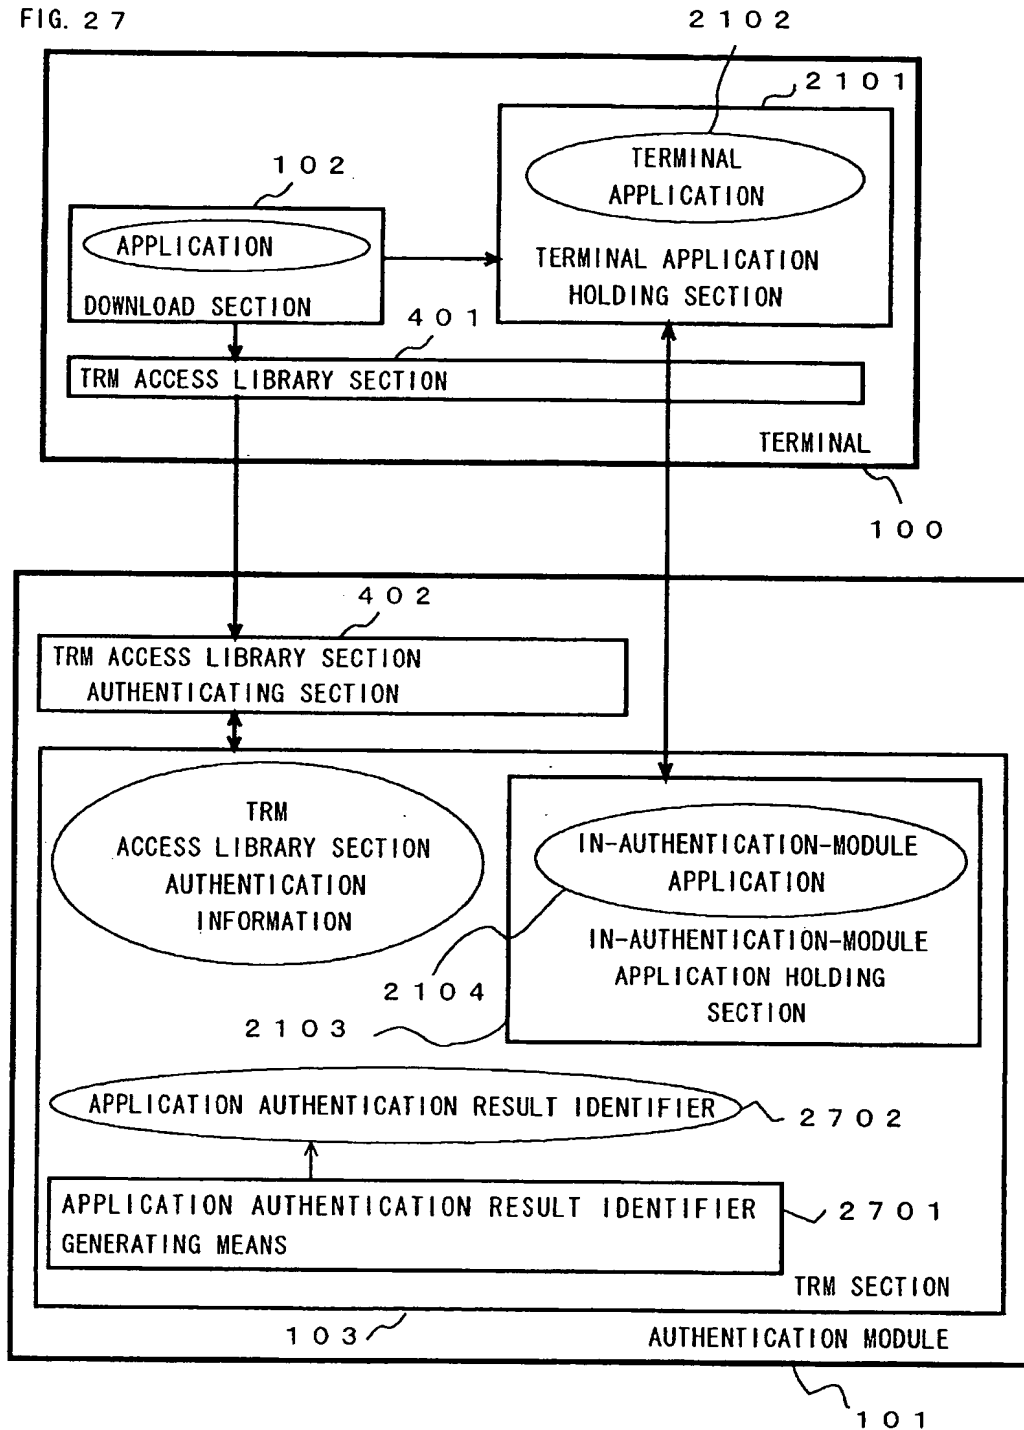 FIG. 27
2102
2101
TERMINAL
APPLICATION
102
APPLICATION
TERMINAL APPLICATION
HOLDING SECTION
DOWNLOAD SECTION
401
TRM ACCESS LIBRARY SECTION
TERMINAL
100
402
TRM ACCESS LIBRARY SECTION
AUTHENTICATING SECTION
TRM
ACCESS LIBRARY SECTION
AUTHENTICATION
INFORMATION
IN-AUTHENTICATION-MODULE
APPLICATION
IN-AUTHENTICATION-MODULE
APPLICATION HOLDING
SECTION
2104
2103
APPLICATION AUTHENTICATION RESULT IDENTIFIER
2702
APPLICATION AUTHENTICATION RESULT IDENTIFIER
GENERATING MEANS
2701
TRM SECTION
103
AUTHENTICATION MODULE
101